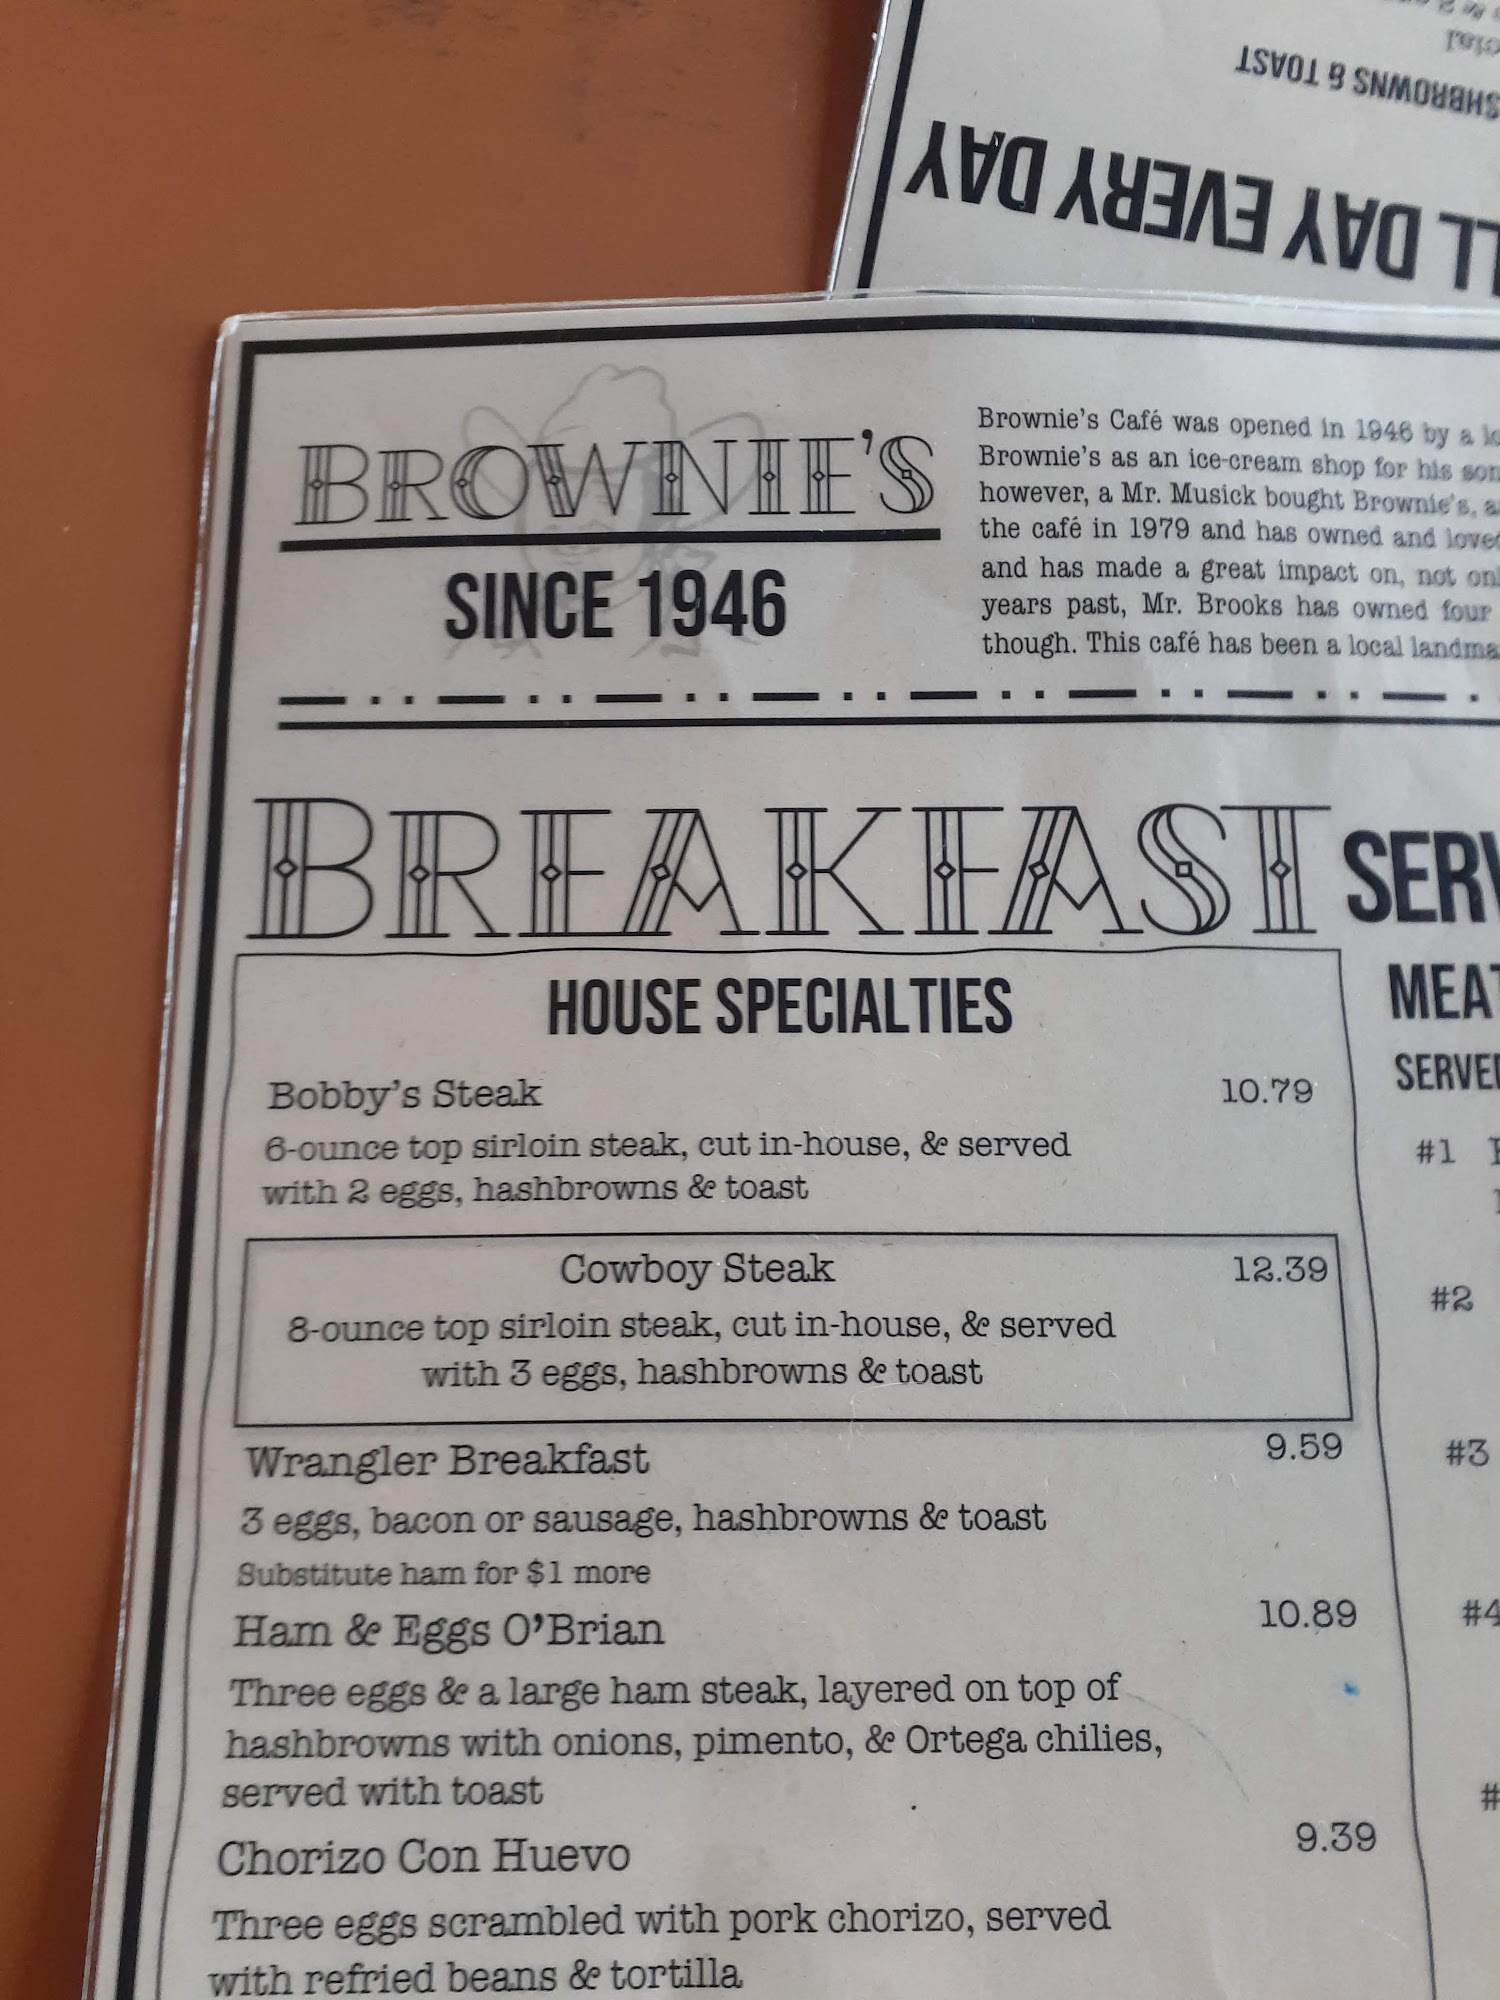 SHBROWNS & TOAST
LL DAY EVERY DAY
BROWNIE'S
SINCE 1946
Brownie's Café was opened in 1946 by a
Brownie's as an ice-cream shop for his
however, a Mr. Musick bought Brownie's,
the café in 1979 and has owned and
and has made a great impact on, not
years past, Mr. Brooks has owned four
though. This café has been a local
BREAKFAST SERV
HOUSE SPECIALTIES
Bobby's Steak 10.79
6-ounce top sirloin steak, cut in-house, & served
with 2 eggs, hashbrowns & toast
Cowboy Steak 12.39
8-ounce top sirloin steak, cut in-house, & served
with 3 eggs, hashbrowns & toast
Wrangler Breakfast 9.59
3 eggs, bacon or sausage, hashbrowns & toast
Substitute ham for $1 more
Ham & Eggs O'Brian 10.89
Three eggs & a large ham steak, layered on top of
hashbrowns with onions, pimento, & Ortega chilies,
served with toast
Chorizo Con Huevo 9.39
Three eggs scrambled with pork chorizo, served
with refried beans & tortilla
MEAT
SERVED
#1
#2
#3
#4
#